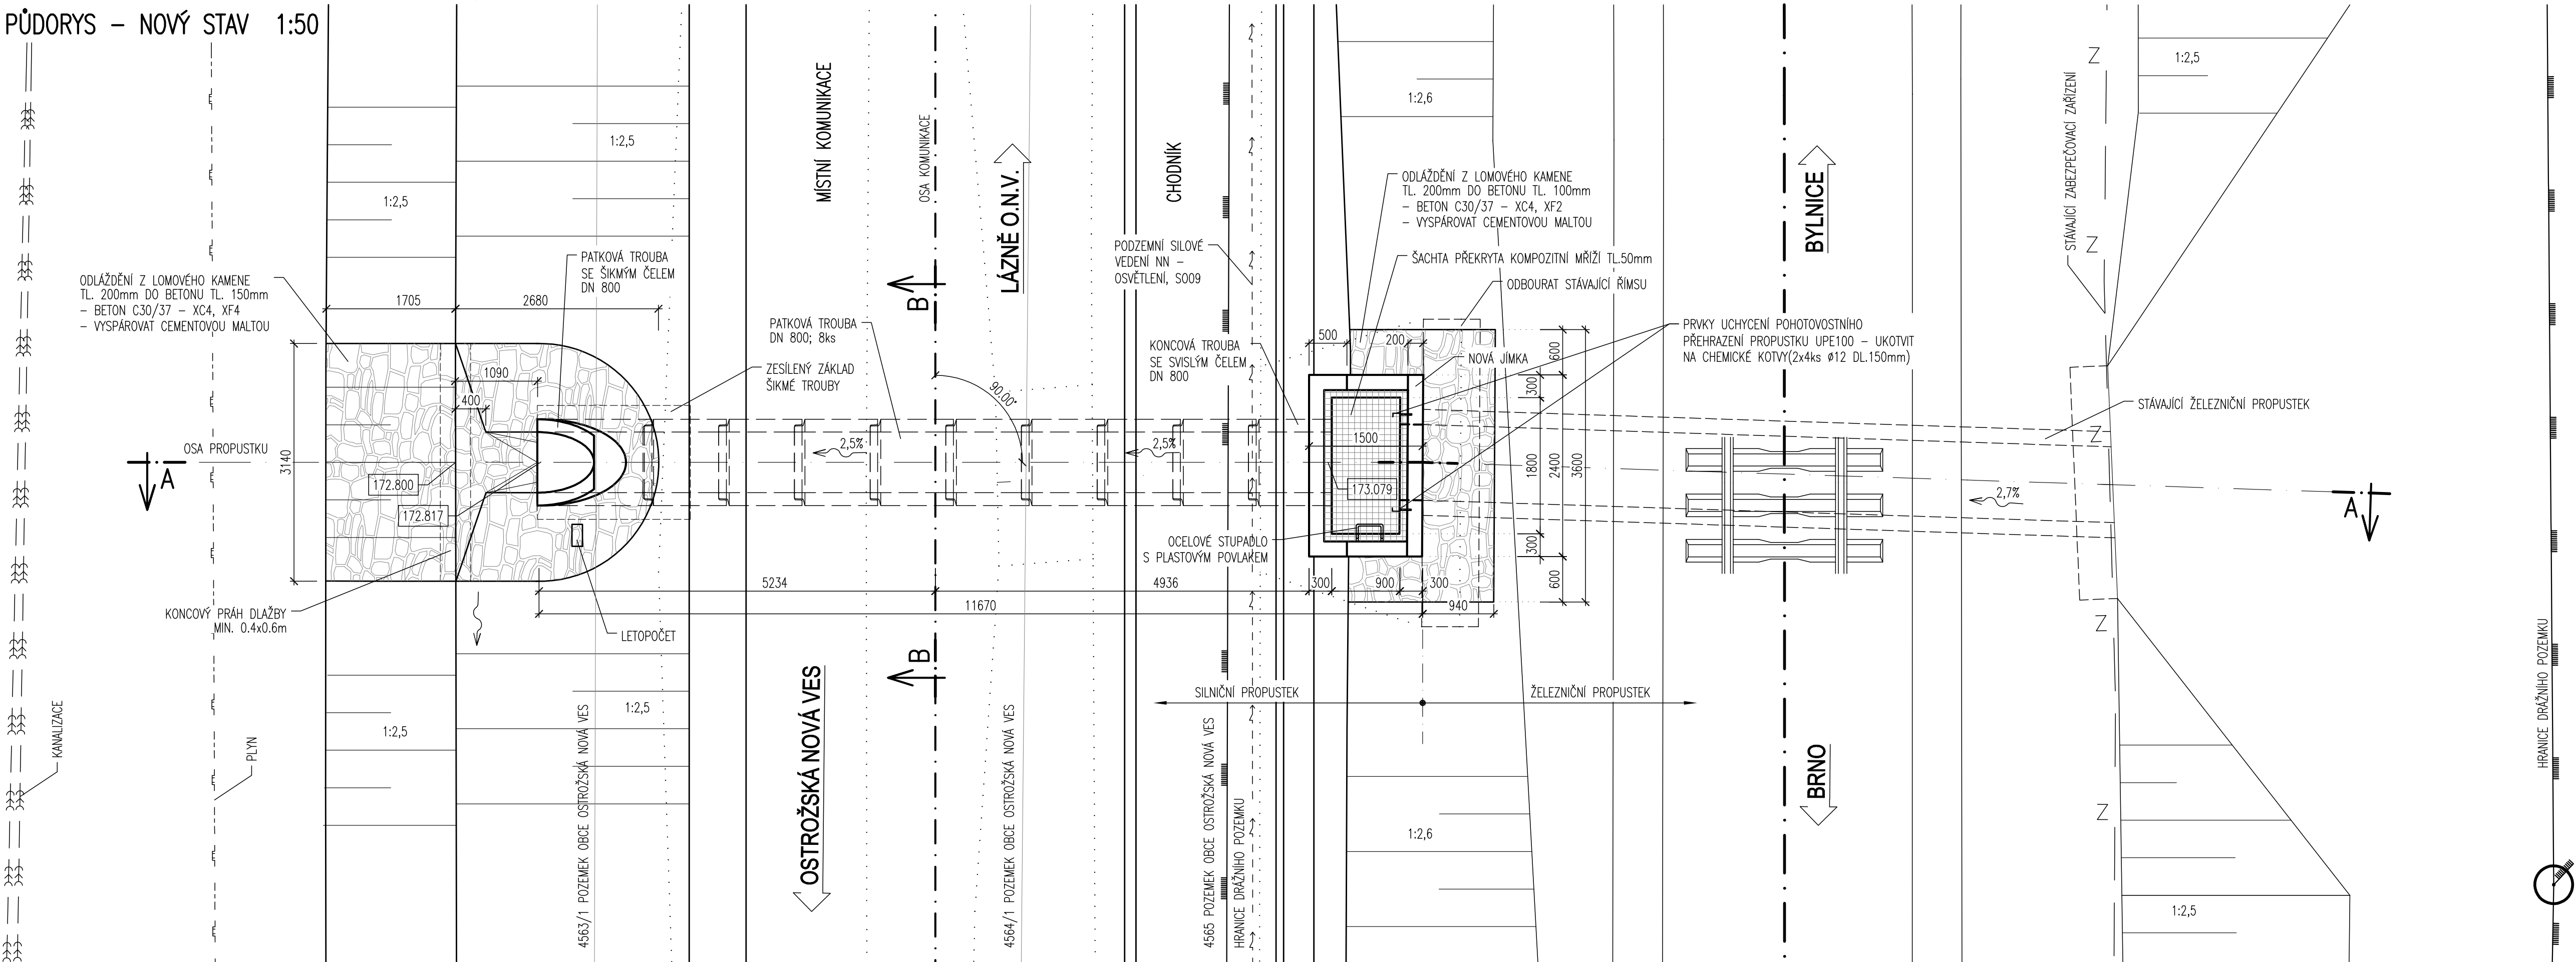 PŮDORYS – NOVÝ STAV 1:50
1:2,5
1:2,5
MÍSTNÍ KOMUNIKACE
OSA KOMUNIKACE
LÁZNĚ O.N.V.
CHODNÍK
1:2,6
BYLNICE
STÁVAJÍCÍ ZABEZPEČOVACÍ ZAŘÍZENÍ
Z
Z
Z
Z
Z
1:2,5
ODLÁŽDĚNÍ Z LOMOVÉHO KAMENE
TL. 200mm DO BETONU TL. 150mm
– BETON C30/37 – XC4, XF4
– VYSPÁROVAT CEMENTOVOU MALTOU
PATKOVÁ TROUBA
SE ŠIKMÝM ČELEM
DN 800
1705
2680
B
PATKOVÁ TROUBA
DN 800; 8ks
ZESÍLENÝ ZÁKLAD
ŠIKMÉ TROUBY
PODZEMNÍ SILOVÉ
VEDENÍ NN –
OSVĚTLENÍ, SO09
KONCOVÁ TROUBA
SE SVISLÝM ČELEM
DN 800
ODLÁŽDĚNÍ Z LOMOVÉHO KAMENE
TL. 200mm DO BETONU TL. 100mm
– BETON C30/37 – XC4, XF2
– VYSPÁROVAT CEMENTOVOU MALTOU
ŠACHTA PŘEKRYTA KOMPOZITNÍ MŘÍŽÍ TL.50mm
ODBOURAT STÁVAJÍCÍ ŘÍMSU
PRVKY UCHYCENÍ POHOTOVOSTNÍHO
PŘEHRAZENÍ PROPUSTKU UPE100 – UKOTVIT
NA CHEMICKÉ KOTVY(2x4ks ø12 DL.150mm)
500
200
NOVÁ JÍMKA
600
300
1090
400
90.00°
STÁVAJÍCÍ ŽELEZNIČNÍ PROPUSTEK
OSA PROPUSTKU
A
3140
172.800
172.817
2,5%
2,5%
1500
173.079
1800
2400
3600
2,7%
A
OCELOVÉ STUPADLO
S PLASTOVÝM POVLAKEM
300
600
5234
4936
300
900
300
11670
940
KONCOVÝ PRÁH DLAŽBY
MIN. 0.4x0.6m
LETOPOČET
B
SILNIČNÍ PROPUSTEK
ŽELEZNIČNÍ PROPUSTEK
KANALIZACE
PLYN
1:2,5
1:2,5
4563/1 POZEMEK OBCE OSTROŽSKÁ NOVÁ VES
OSTROŽSKÁ NOVÁ VES
4564/1 POZEMEK OBCE OSTROŽSKÁ NOVÁ VES
4565 POZEMEK OBCE OSTROŽSKÁ NOVÁ VES
HRANICE DRÁŽNÍHO POZEMKU
1:2,6
BRNO
1:2,5
HRANICE DRÁŽNÍHO POZEMKU